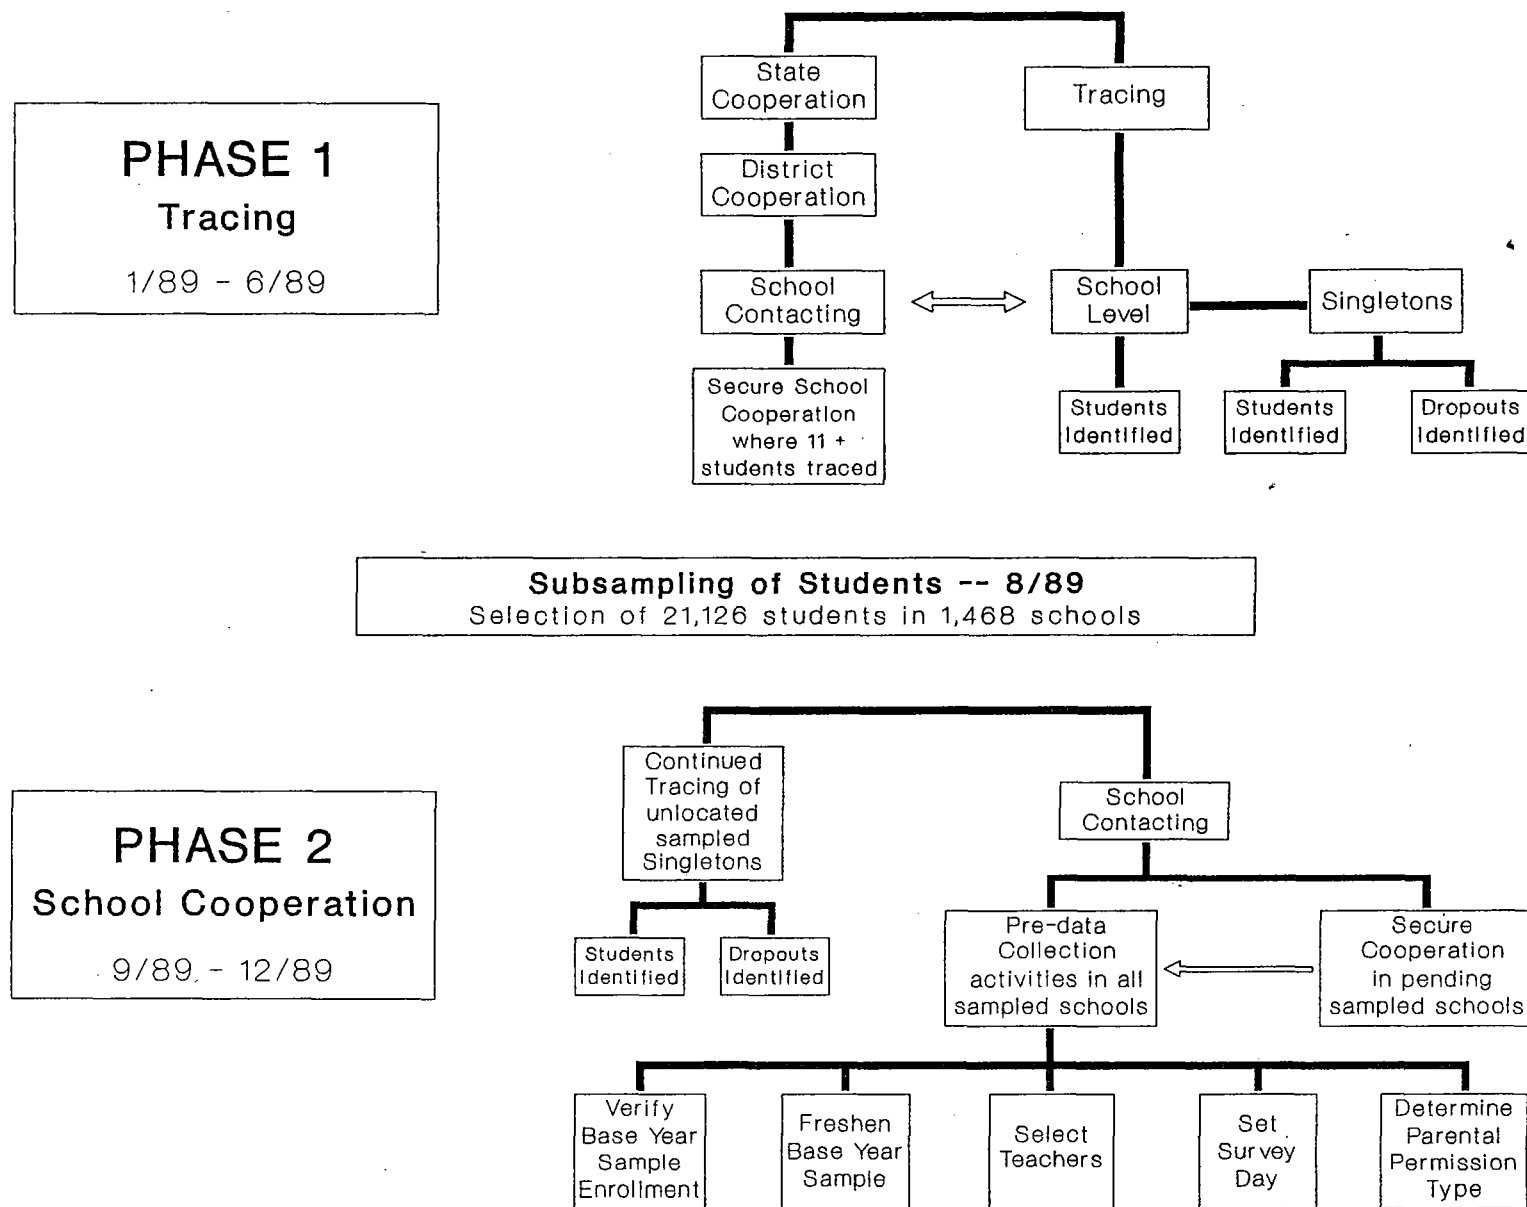 PHASE 1
Tracing
1/89 - 6/89
State
Cooperation
Tracing
District
Cooperation
School
Contacting
School
Level
Singletons
Secure School
Cooperation
where 11 +
students traced
Students
Identified
Students
Identified
Dropouts
Identified
Subsampling of Students -- 8/89
Selection of 21,126 students in 1,468 schools
PHASE 2
School Cooperation
9/89 - 12/89
Continued
Tracing of
unlocated
sampled
Singletons
School
Contacting
Students
Identified
Dropouts
Identified
Pre-data
Collection
activities in all
sampled schools
Secure
Cooperation
in pending
sampled schools
Verify
Base Year
Sample
Enrollment
Freshen
Base Year
Sample
Select
Teachers
Set
Survey
Day
Determine
Parental
Permission
Type